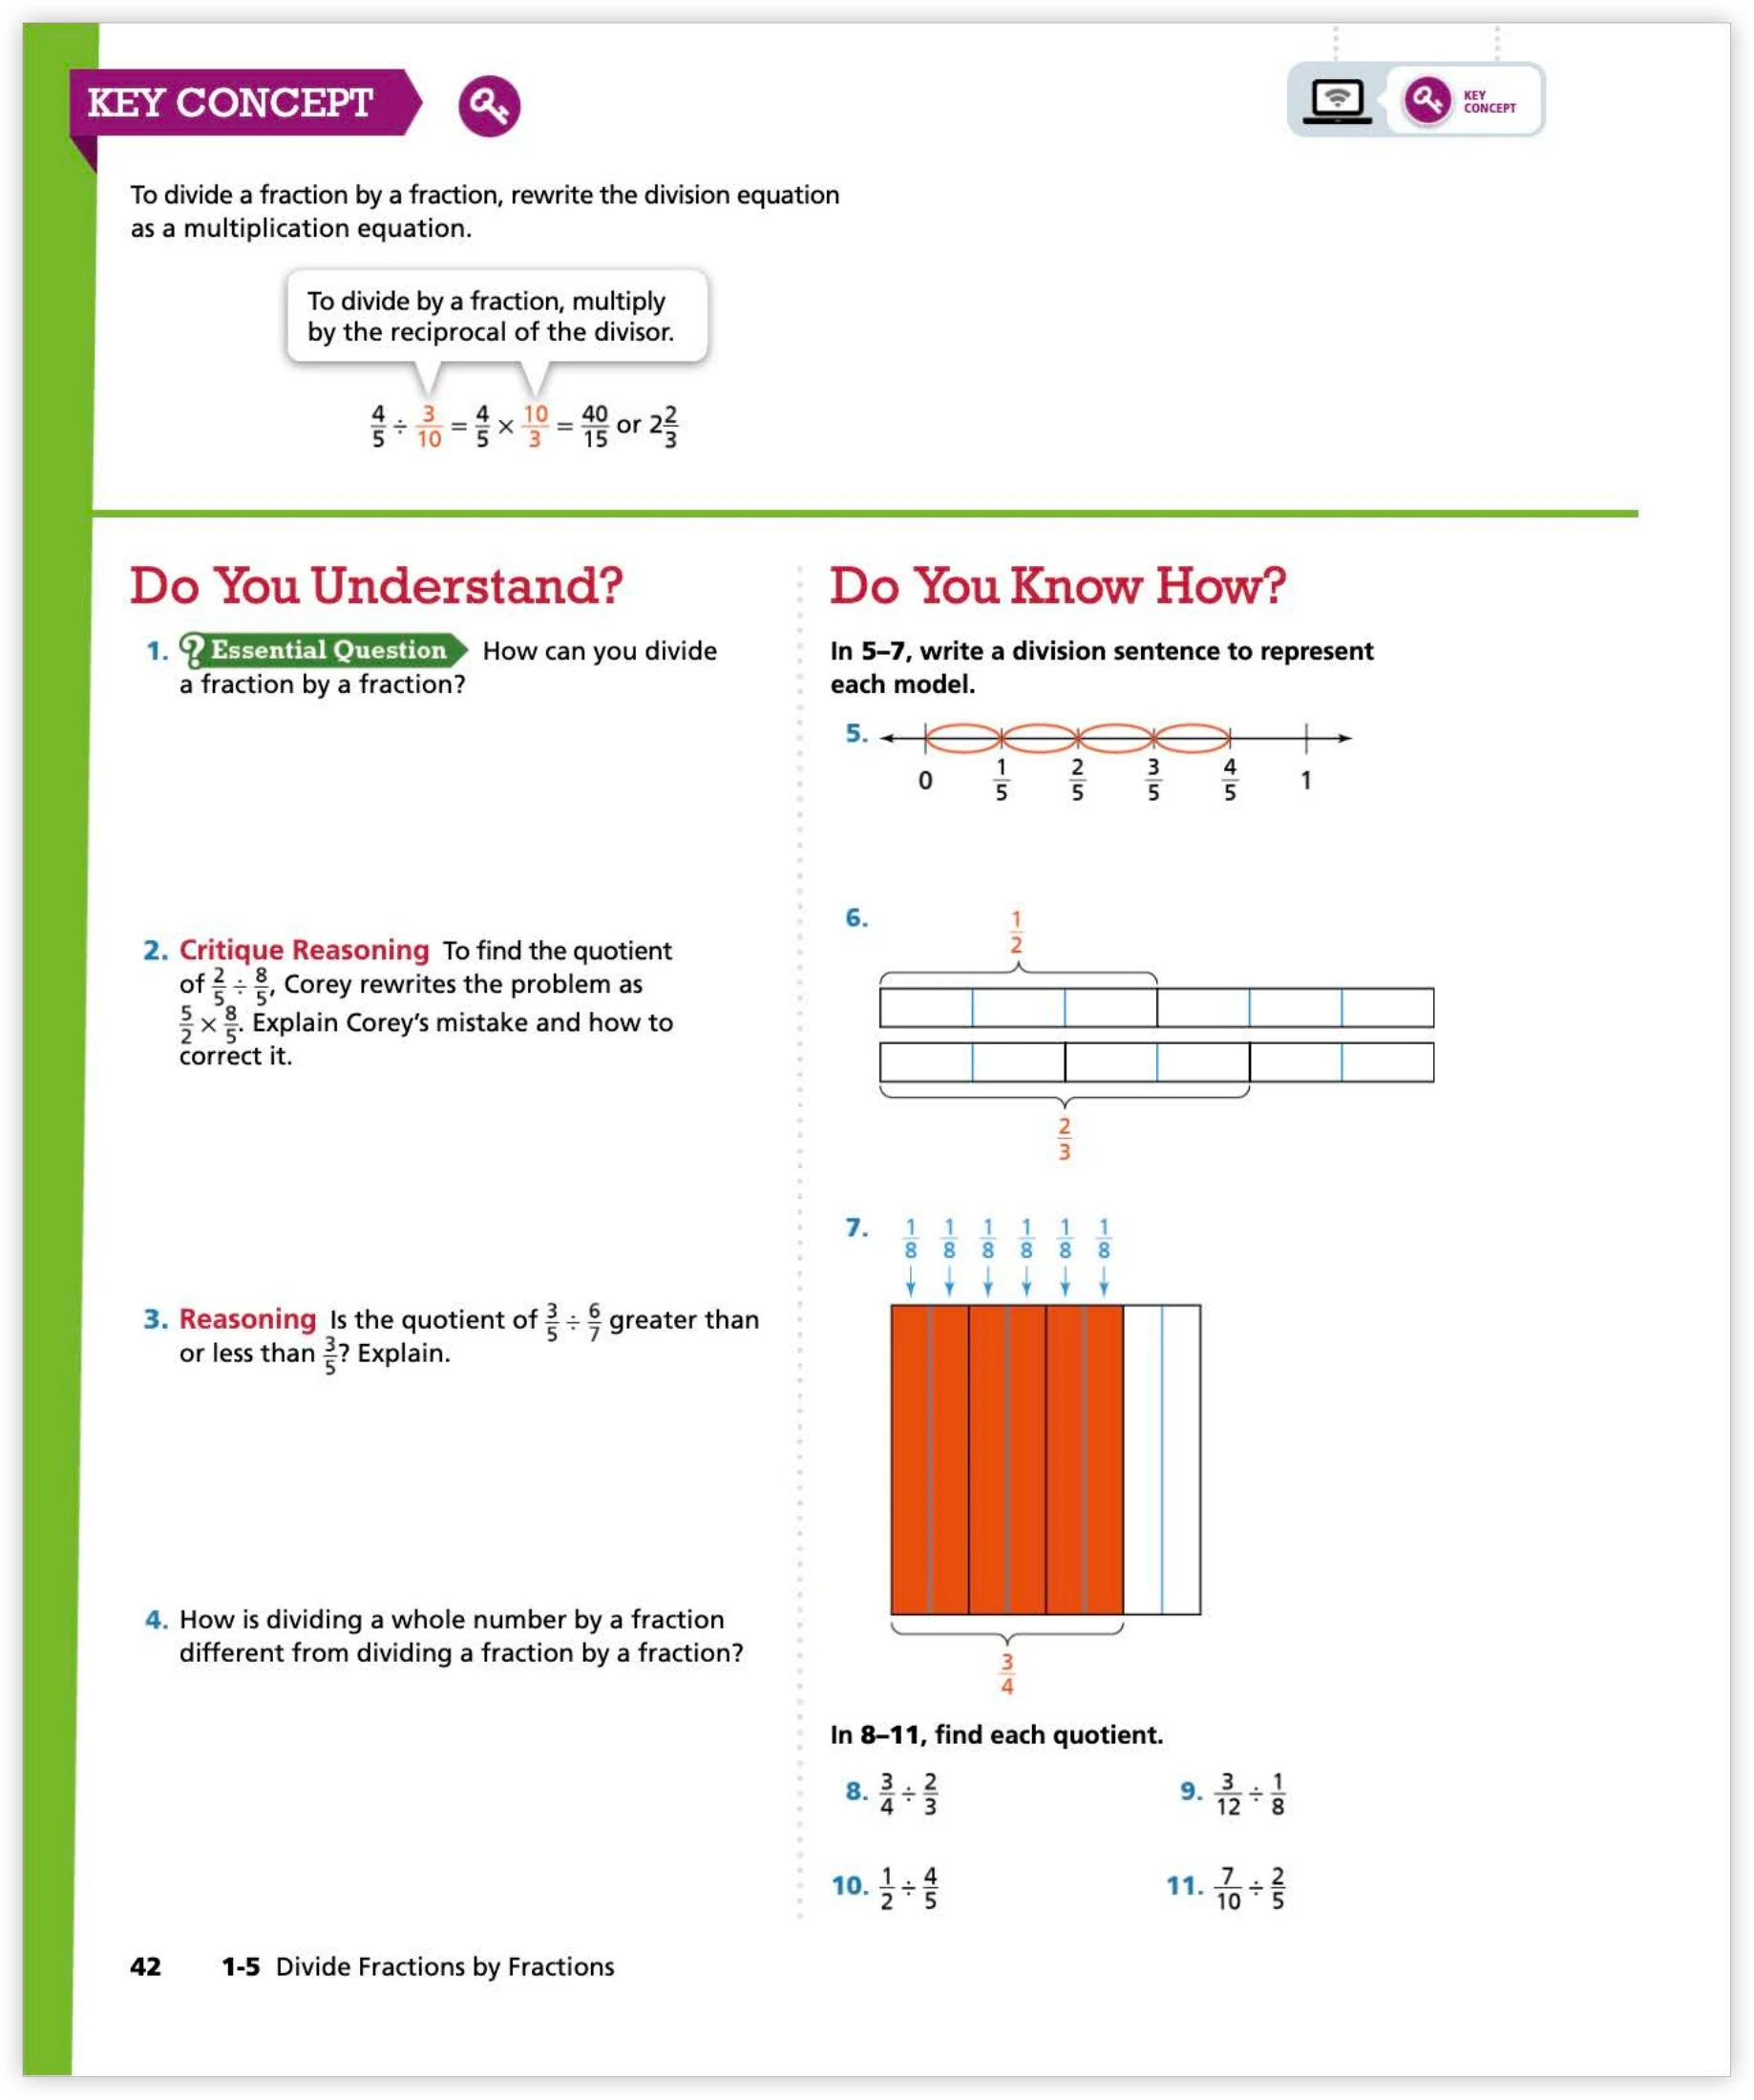 KEY CONCEPT
KEY
CONCEPT
To divide a fraction by a fraction, rewrite the division equation
as a multiplication equation.
To divide by a fraction, multiply
by the reciprocal of the divisor.
4/5 ÷ 3/10 = 4/5 × 10/3 = 40/15 or 2 2/3
Do You Understand?
1. ? Essential Question How can you divide
a fraction by a fraction?
2. Critique Reasoning To find the quotient
of 2/5 ÷ 8/5, Corey rewrites the problem as
5/2 × 8/5. Explain Corey's mistake and how to
correct it.
3. Reasoning Is the quotient of 3/5 ÷ 6/7 greater than
or less than 3/5? Explain.
4. How is dividing a whole number by a fraction
different from dividing a fraction by a fraction?
Do You Know How?
In 5–7, write a division sentence to represent
each model.
5.
0 1/5 2/5 3/5 4/5 1
6.
1/2
2/3
7. 1/8 1/8 1/8 1/8 1/8 1/8
3/4
In 8–11, find each quotient.
8. 3/4 ÷ 2/3 9. 3/12 ÷ 1/8
10. 1/2 ÷ 4/5 11. 7/10 ÷ 2/5
42 1-5 Divide Fractions by Fractions